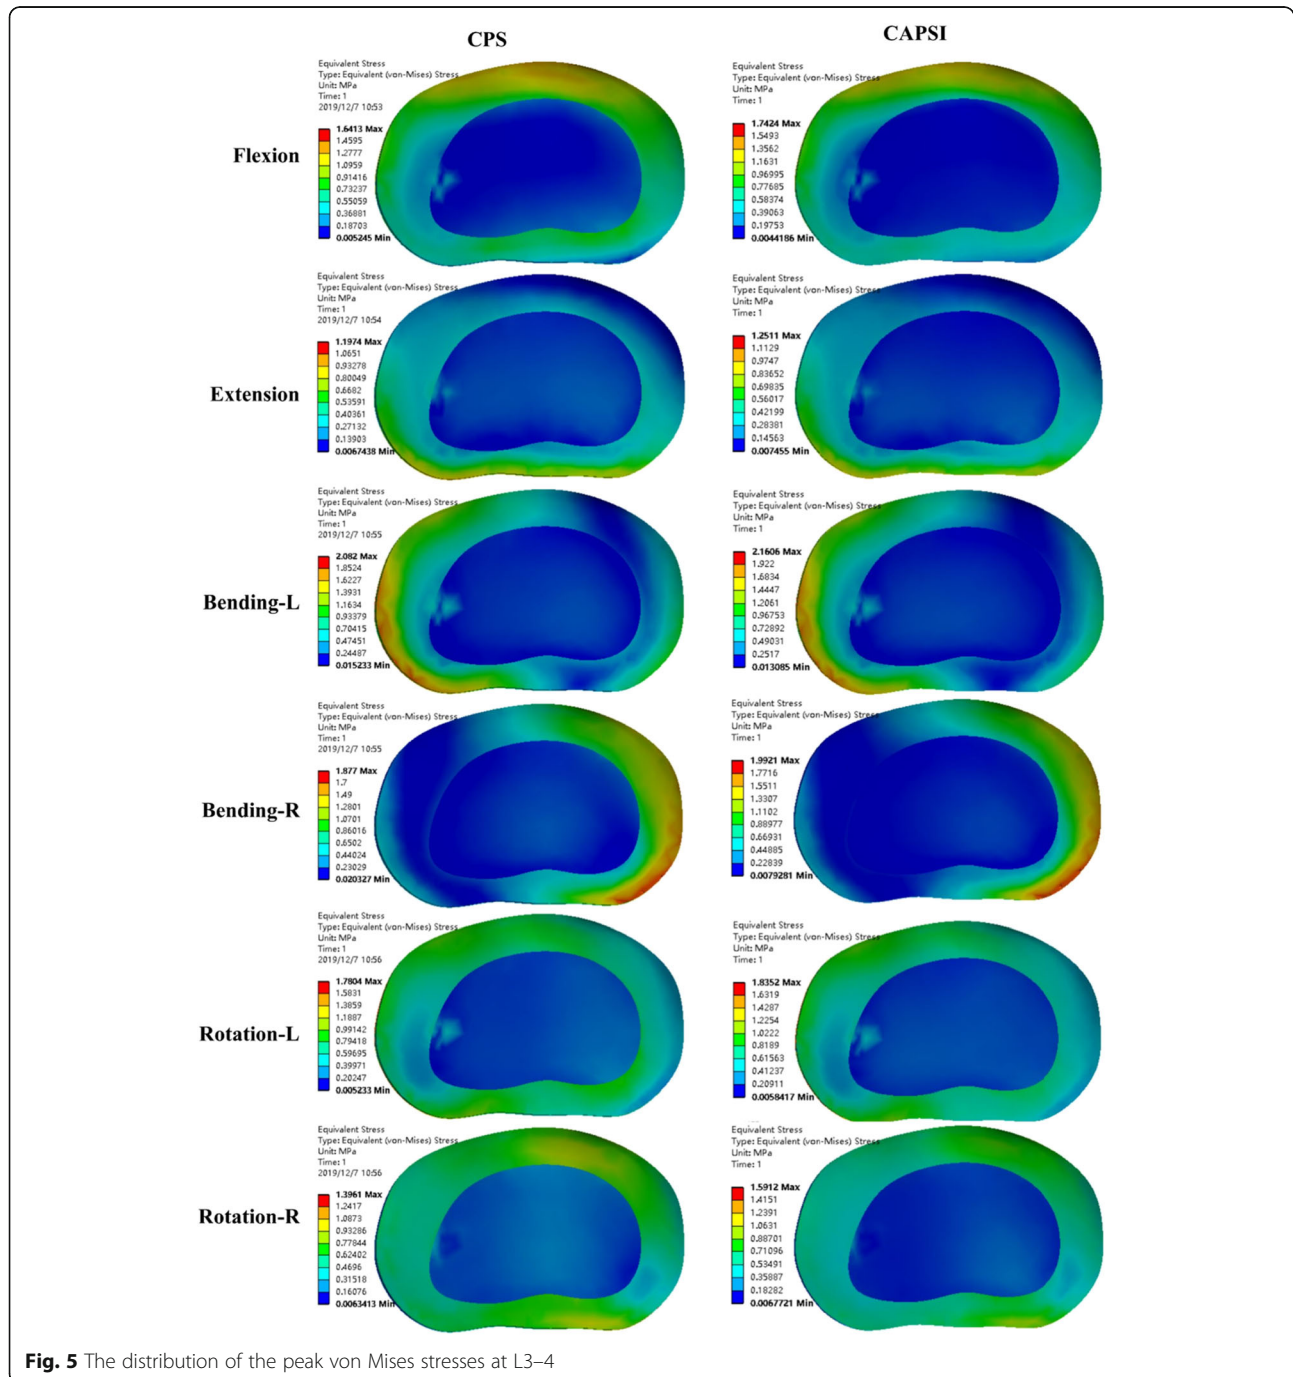 CPS
CAPSI
Flexion
Equivalent Stress
Type: Equivalent (von-Mises) Stress
Unit: MPa
Time: 1
2019/12/7 10:53
1.6413 Max
1.4595
1.2777
1.0959
0.91416
0.73237
0.55059
0.36881
0.18703
0.005245 Min
Equivalent Stress
Type: Equivalent (von-Mises) Stress
Unit: MPa
Time: 1
1.7424 Max
1.5493
1.3562
1.1631
0.96995
0.77685
0.58374
0.39063
0.19753
0.0044186 Min
Extension
Equivalent Stress
Type: Equivalent (von-Mises) Stress
Unit: MPa
Time: 1
2019/12/7 10:54
1.1974 Max
1.0651
0.93278
0.80049
0.6682
0.53591
0.40361
0.27132
0.13903
0.0067438 Min
Equivalent Stress
Type: Equivalent (von-Mises) Stress
Unit: MPa
Time: 1
1.2511 Max
1.1129
0.9747
0.83652
0.69835
0.56017
0.42199
0.28381
0.14563
0.007455 Min
Bending-L
Equivalent Stress
Type: Equivalent (von-Mises) Stress
Unit: MPa
Time: 1
2019/12/7 10:55
2.082 Max
1.8524
1.6227
1.3931
1.1634
0.93379
0.70415
0.47451
0.24487
0.015233 Min
Equivalent Stress
Type: Equivalent (von-Mises) Stress
Unit: MPa
Time: 1
2.1606 Max
1.922
1.6834
1.4447
1.2061
0.96753
0.72892
0.49031
0.2517
0.013085 Min
Bending-R
Equivalent Stress
Type: Equivalent (von-Mises) Stress
Unit: MPa
Time: 1
2019/12/7 10:55
1.877 Max
1.7
1.49
1.2801
1.0701
0.86016
0.6502
0.44024
0.23029
0.020327 Min
Equivalent Stress
Type: Equivalent (von-Mises) Stress
Unit: MPa
Time: 1
1.9921 Max
1.7716
1.5511
1.3307
1.1102
0.88977
0.66931
0.44885
0.22839
0.0079281 Min
Rotation-L
Equivalent Stress
Type: Equivalent (von-Mises) Stress
Unit: MPa
Time: 1
2019/12/7 10:56
1.7804 Max
1.5831
1.3859
1.1887
0.99142
0.79418
0.59695
0.39971
0.20247
0.005233 Min
Equivalent Stress
Type: Equivalent (von-Mises) Stress
Unit: MPa
Time: 1
1.8352 Max
1.6319
1.4287
1.2254
1.0222
0.8189
0.61563
0.41237
0.20911
0.0058417 Min
Rotation-R
Equivalent Stress
Type: Equivalent (von-Mises) Stress
Unit: MPa
Time: 1
2019/12/7 10:56
1.3961 Max
1.2417
1.0873
0.93286
0.77844
0.62402
0.4696
0.31518
0.16076
0.0063413 Min
Equivalent Stress
Type: Equivalent (von-Mises) Stress
Unit: MPa
Time: 1
1.5912 Max
1.4151
1.2391
1.0631
0.88701
0.71096
0.53491
0.35887
0.18282
0.0067721 Min
Fig. 5 The distribution of the peak von Mises stresses at L3–4